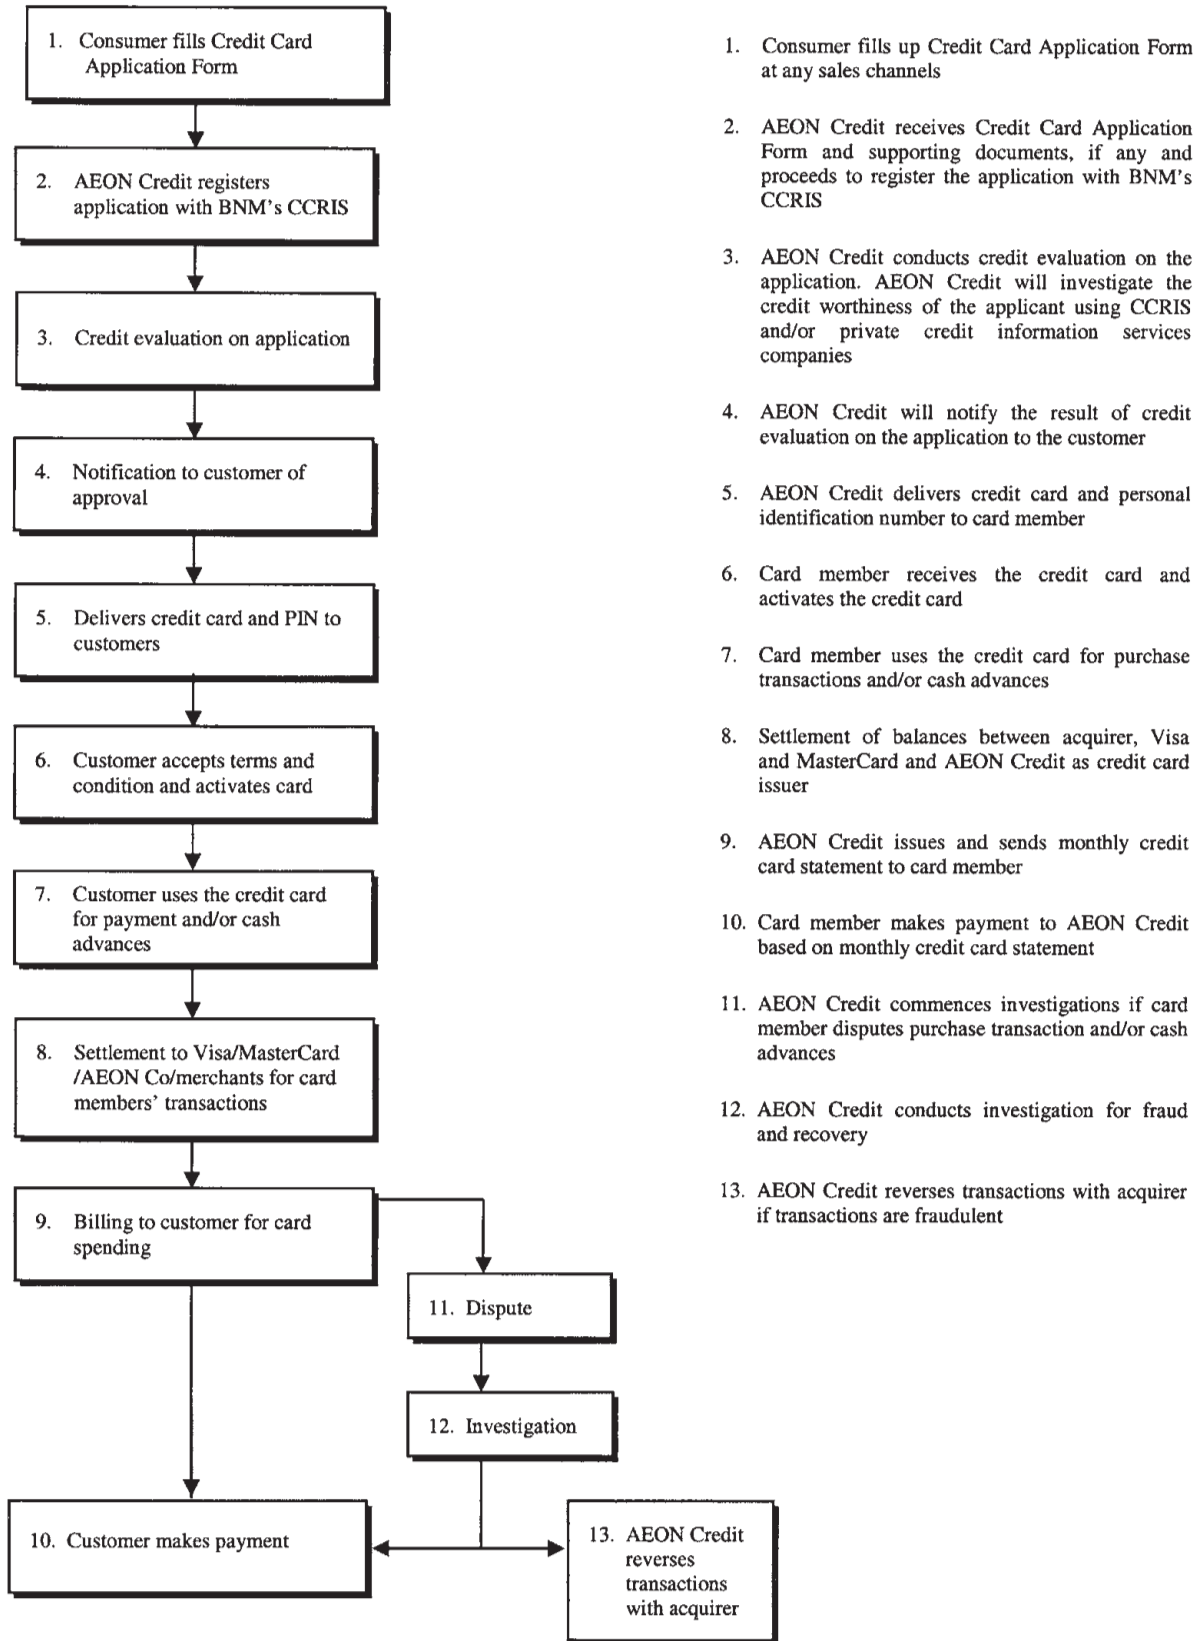 1. Consumer fills Credit Card
Application Form
2. AEON Credit registers
application with BNM's CCRIS
3. Credit evaluation on application
4. Notification to customer of
approval
5. Delivers credit card and PIN to
customers
6. Customer accepts terms and
condition and activates card
7. Customer uses the credit card
for payment and/or cash
advances
8. Settlement to Visa/MasterCard
/AEON Co/merchants for card
members' transactions
9. Billing to customer for card
spending
11. Dispute
12. Investigation
10. Customer makes payment
13. AEON Credit
reverses
transactions
with acquirer
1. Consumer fills up Credit Card Application Form
at any sales channels
2. AEON Credit receives Credit Card Application
Form and supporting documents, if any and
proceeds to register the application with BNM's
CCRIS
3. AEON Credit conducts credit evaluation on the
application. AEON Credit will investigate the
credit worthiness of the applicant using CCRIS
and/or private credit information services
companies
4. AEON Credit will notify the result of credit
evaluation on the application to the customer
5. AEON Credit delivers credit card and personal
identification number to card member
6. Card member receives the credit card and
activates the credit card
7. Card member uses the credit card for purchase
transactions and/or cash advances
8. Settlement of balances between acquirer, Visa
and MasterCard and AEON Credit as credit card
issuer
9. AEON Credit issues and sends monthly credit
card statement to card member
10. Card member makes payment to AEON Credit
based on monthly credit card statement
11. AEON Credit commences investigations if card
member disputes purchase transaction and/or cash
advances
12. AEON Credit conducts investigation for fraud
and recovery
13. AEON Credit reverses transactions with acquirer
if transactions are fraudulent